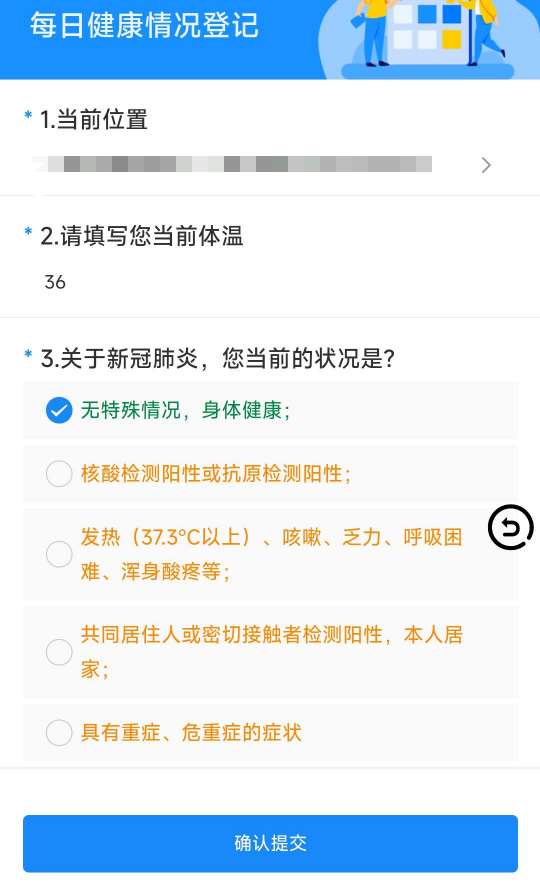 每日健康情况登记
* 1.当前位置
* 2.请填写您当前体温
36
* 3.关于新冠肺炎，您当前的状况是？
无特殊情况，身体健康；
核酸检测阳性或抗原检测阳性；
发热（37.3℃以上）、咳嗽、乏力、呼吸困
难、浑身酸疼等；
共同居住人或密切接触者检测阳性，本人居
家；
具有重症、危重症的症状
确认提交